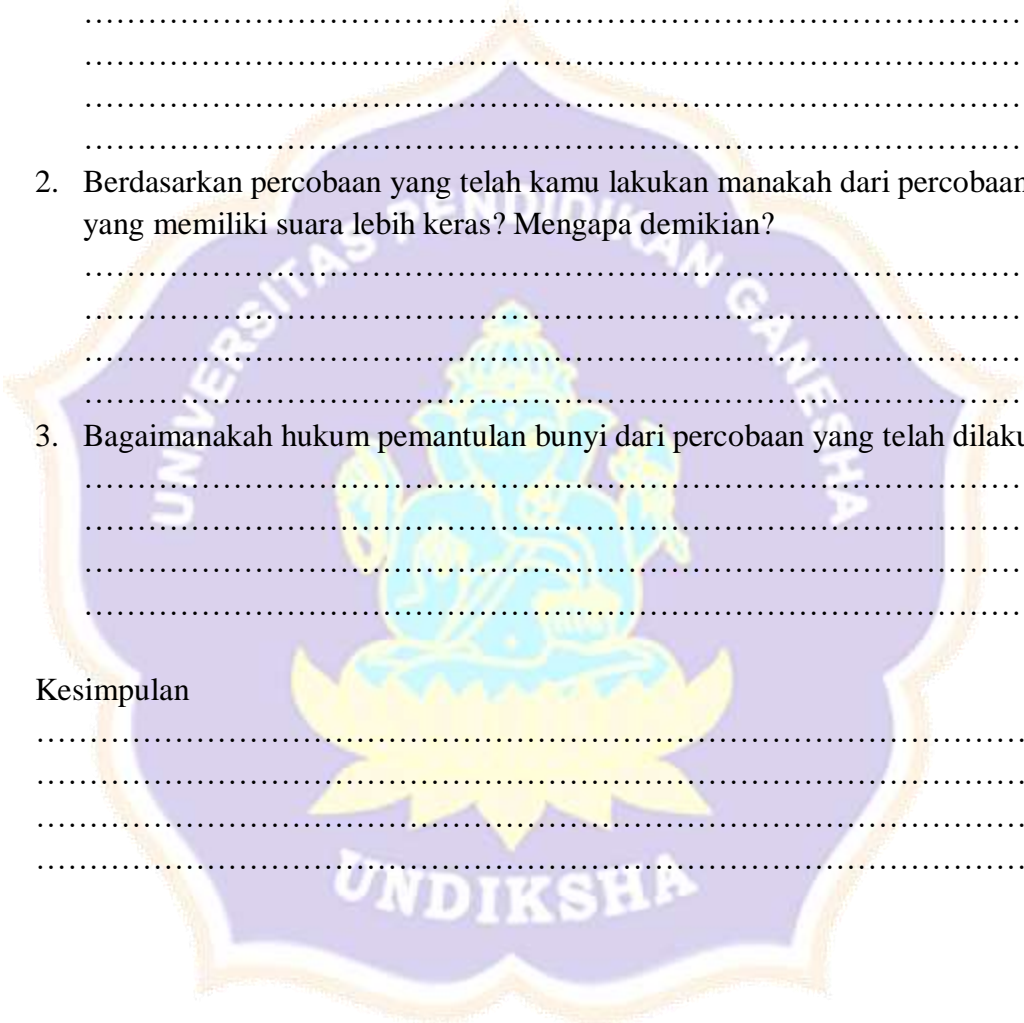 ……………………………………………………………………………
……………………………………………………………………………
……………………………………………………………………………
……………………………………………………………………………
2. Berdasarkan percobaan yang telah kamu lakukan manakah dari percobaan
yang memiliki suara lebih keras? Mengapa demikian?
……………………………………………………………………………
……………………………………………………………………………
……………………………………………………………………………
……………………………………………………………………………
3. Bagaimanakah hukum pemantulan bunyi dari percobaan yang telah dilaku
……………………………………………………………………………
……………………………………………………………………………
……………………………………………………………………………
……………………………………………………………………………
Kesimpulan
…………………………………………………………………………………
…………………………………………………………………………………
…………………………………………………………………………………
…………………………………………………………………………………
UNIVERSITAS PENDIDIKAN GANESHA
UNDIKSHA